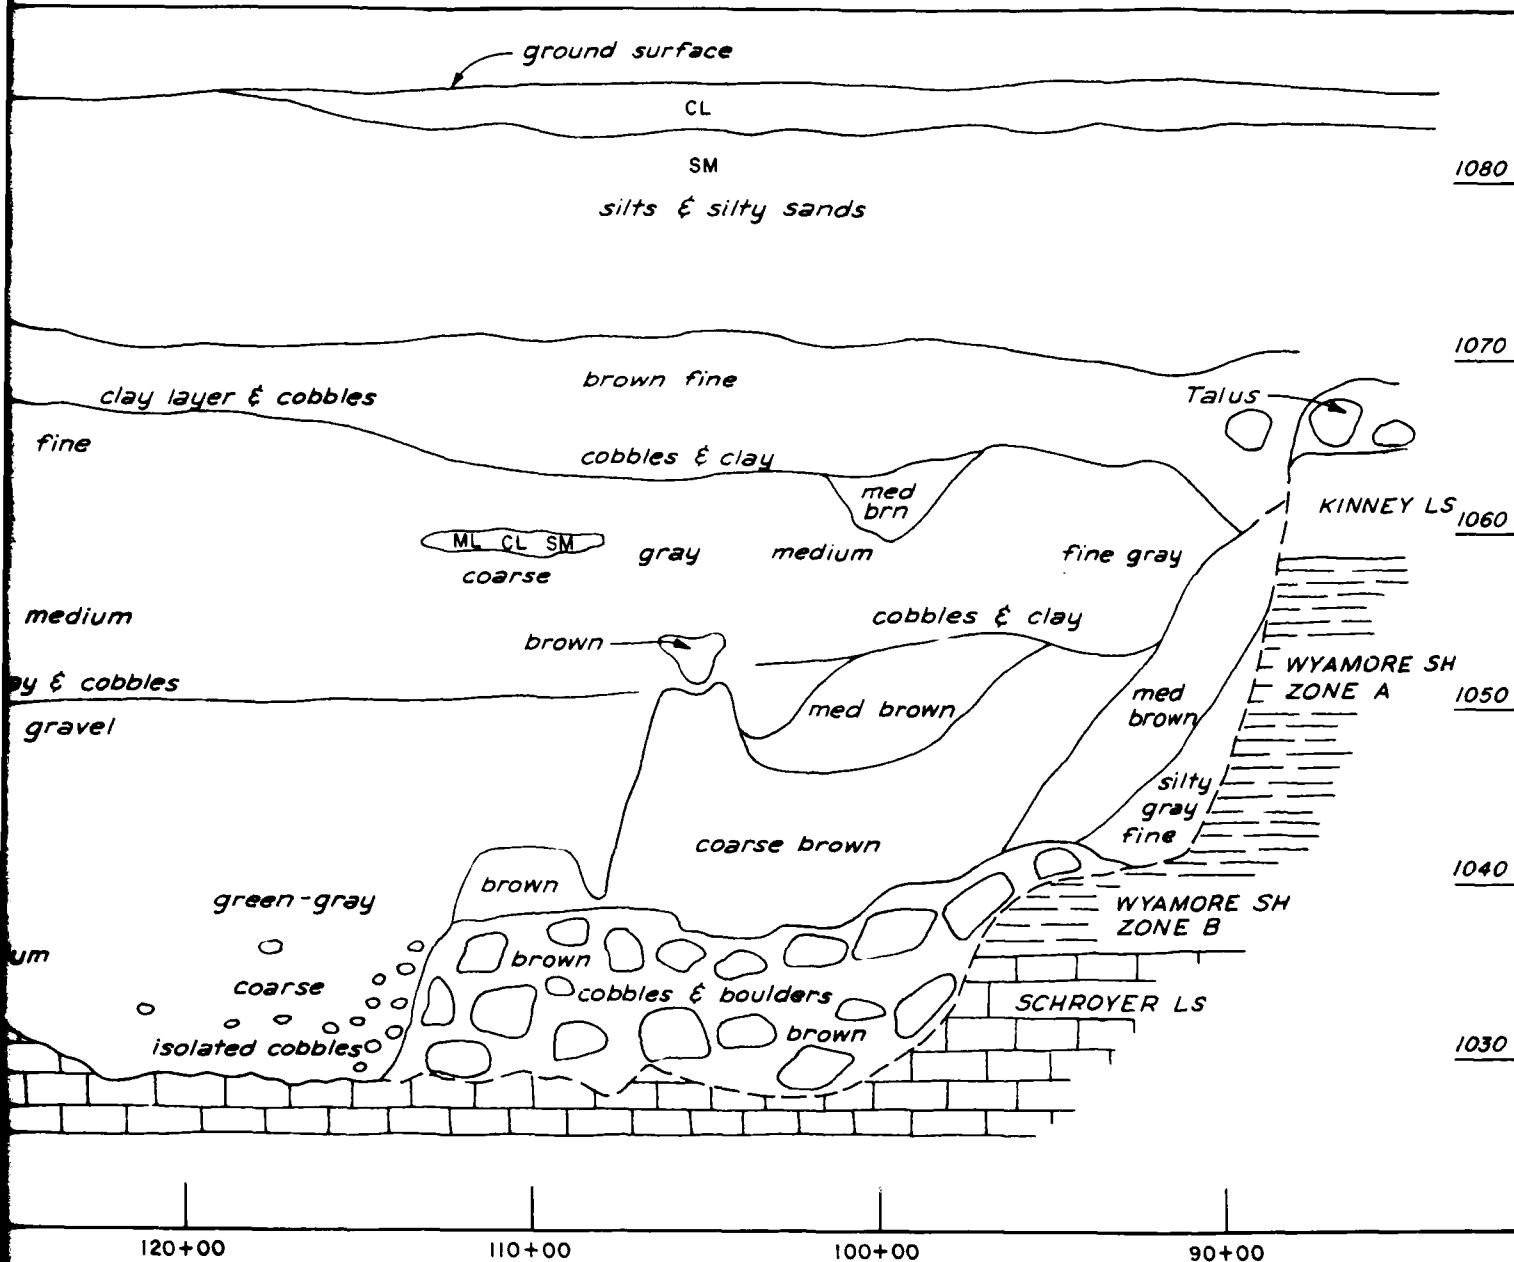 ground surface
CL
SM
1080
silts & silty sands
1070
brown fine
Talus
clay layer & cobbles
fine
cobbles & clay
med
brn
KINNEY LS
1060
ML CL SM
gray
medium
fine gray
coarse
medium
cobbles & clay
brown
& cobbles
WYAMORE SH
ZONE A
1050
med
brown
med brown
gravel
silty
gray
fine
coarse brown
1040
brown
green-gray
WYAMORE SH
ZONE B
brown
coarse
cobbles & boulders
SCHROYER LS
brown
isolated cobbles
1030
120+00
110+00
100+00
90+00